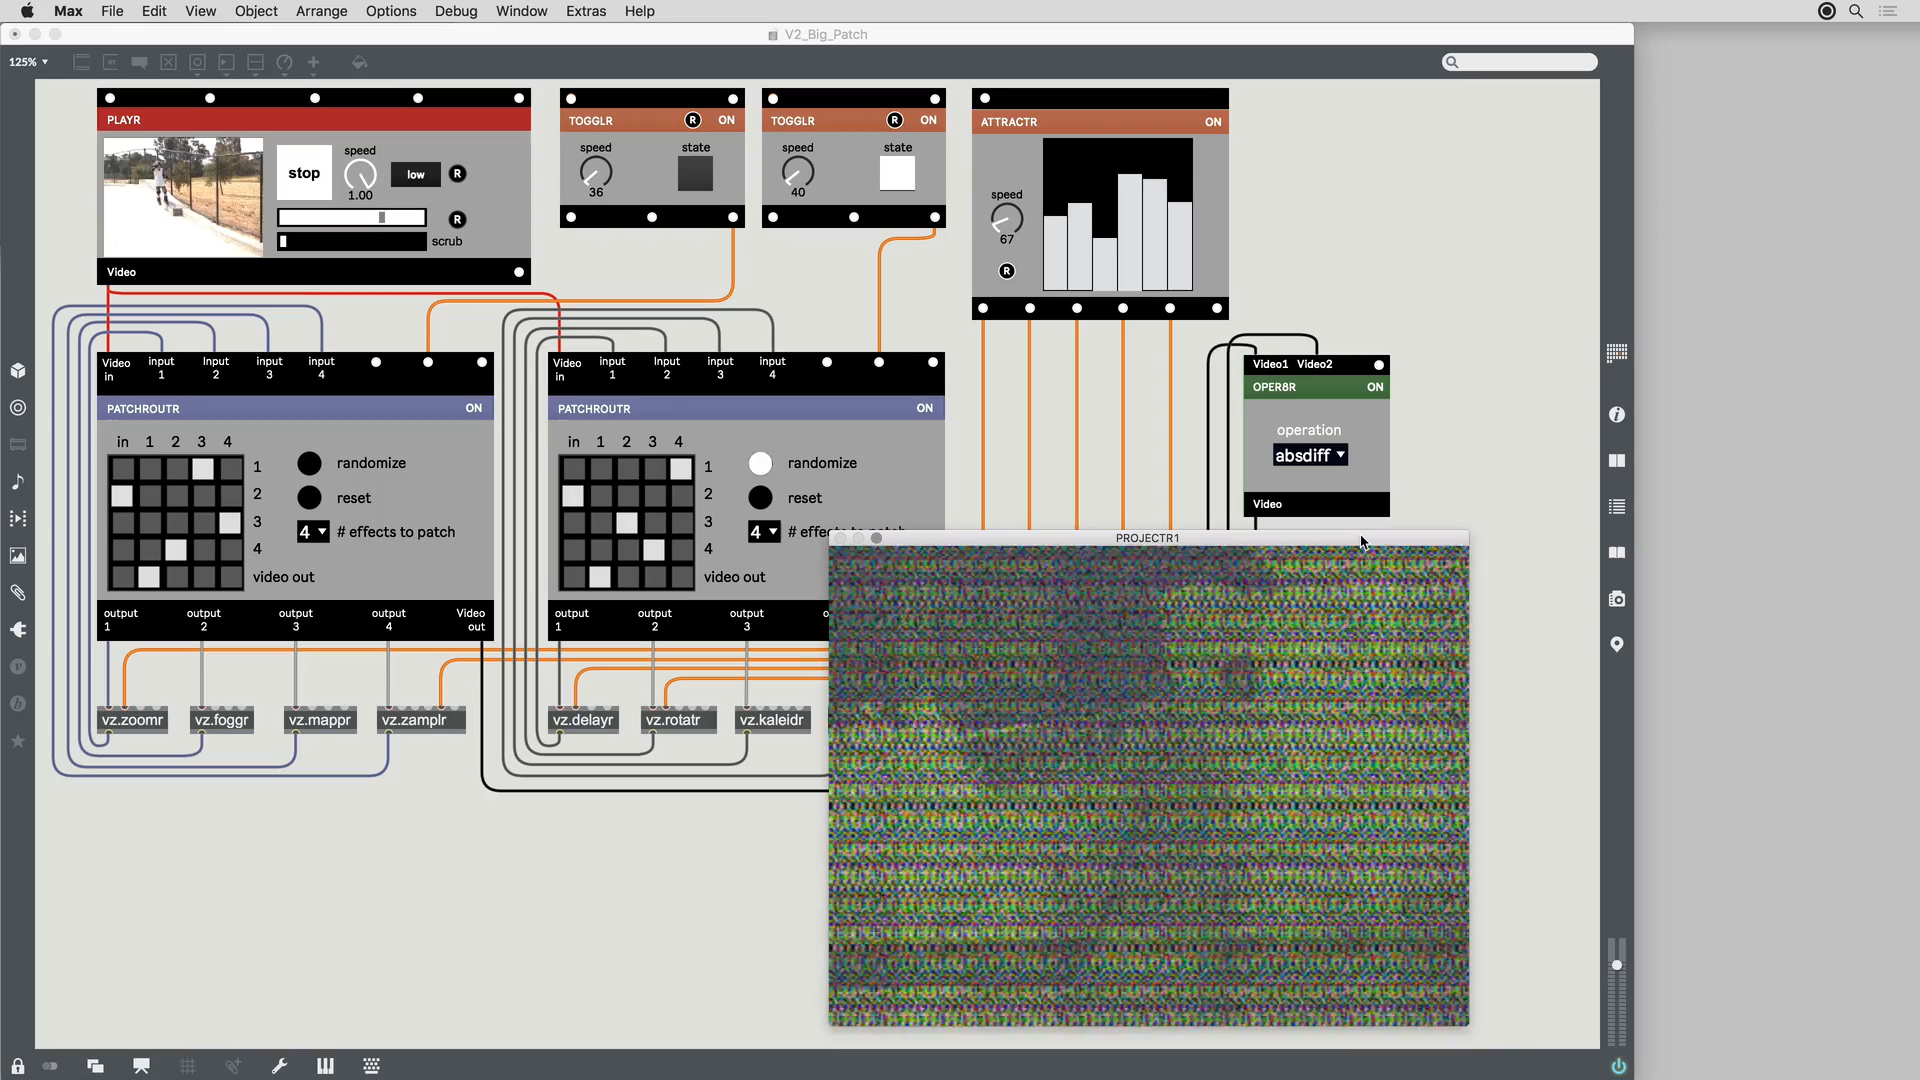 Max File Edit View Object Arrange Options Debug Window Extras Help
V2_Big_Patch
125%
PLAYR
stop
speed
1.00
low
R
R
scrub
Video
TOGGLR R ON
speed
36
state
TOGGLR R ON
speed
40
state
ATTRACTR ON
speed
67
R
Video in
input 1
Input 2
input 3
input 4
PATCHROUTR ON
in 1 2 3 4
1
2
3
4
video out
randomize
reset
4 # effects to patch
output 1
output 2
output 3
output 4
Video out
Video in
input 1
Input 2
input 3
input 4
PATCHROUTR ON
in 1 2 3 4
1
2
3
4
video out
randomize
reset
4
output 1
output 2
output 3
Video1 Video2
OPER8R ON
operation
absdiff
Video
PROJECTR1
vz.zoomr
vz.foggr
vz.mappr
vz.zamplr
vz.delayr
vz.rotatr
vz.kaleidr